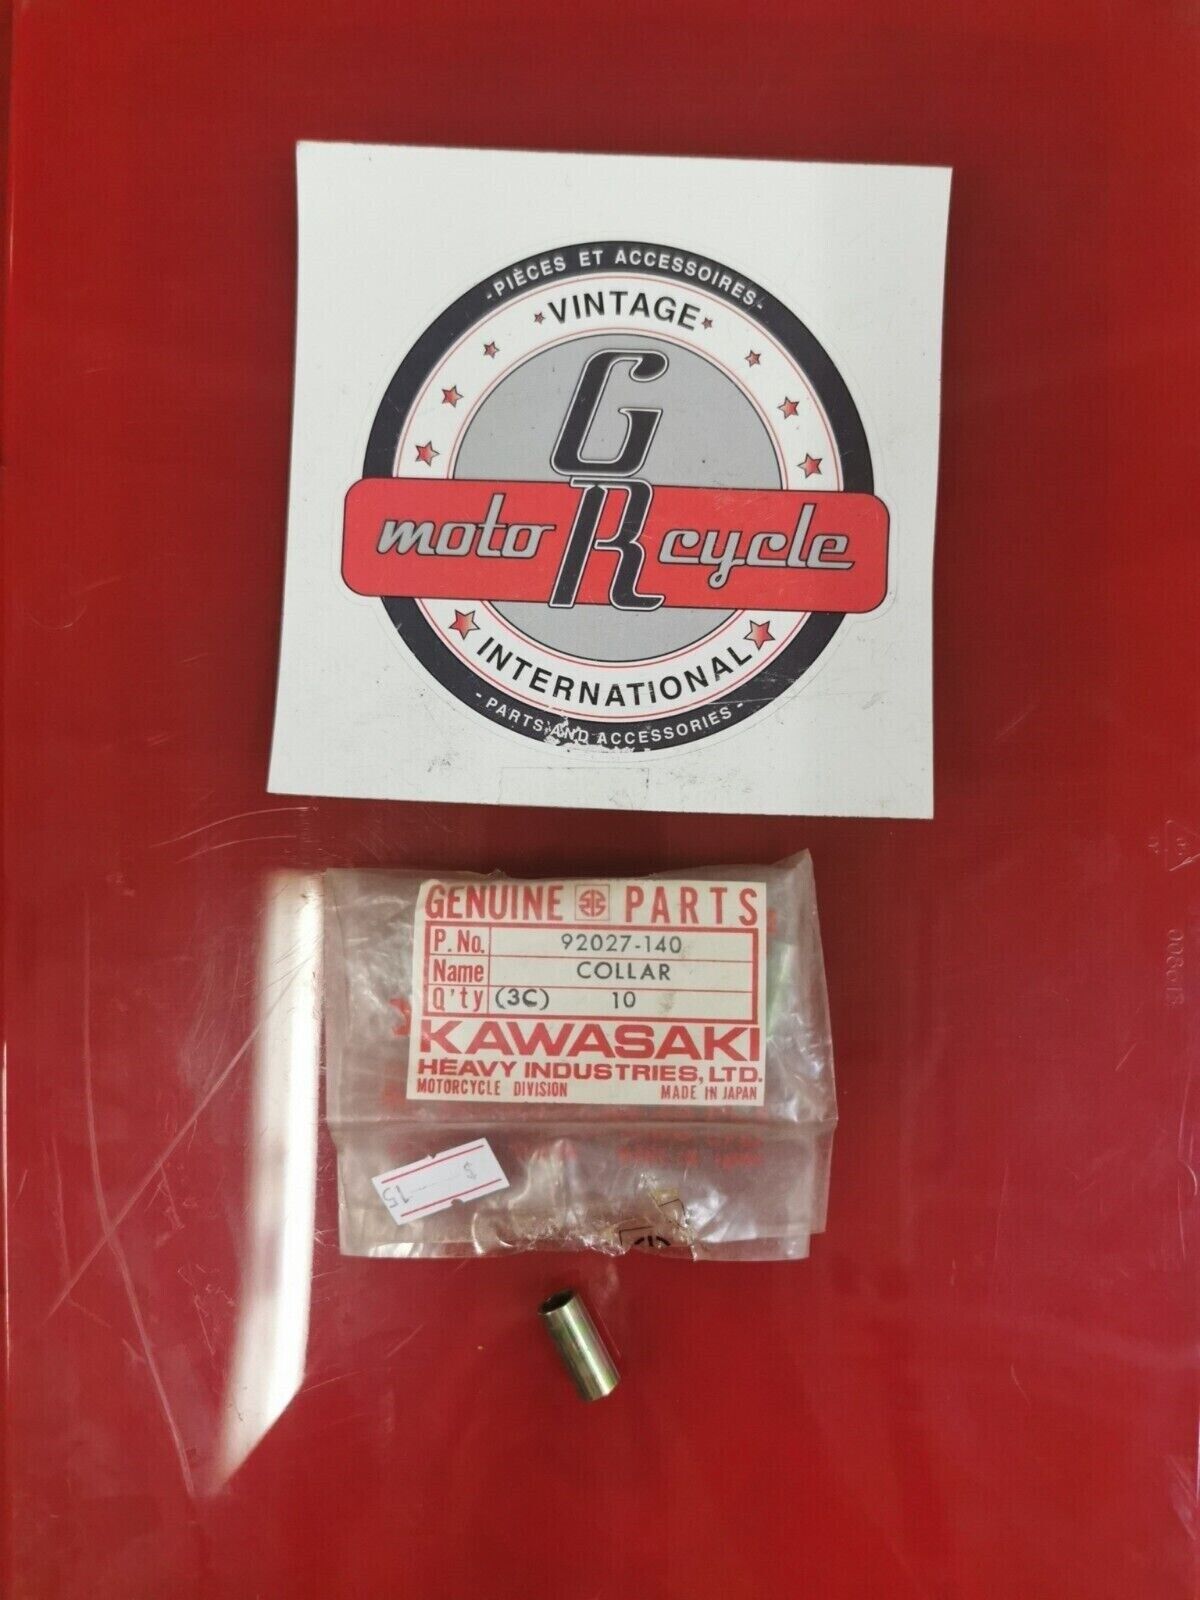 -PIÈCES ET ACCESSOIRES-
VINTAGE
GR
moto cycle
INTERNATIONAL
-PARTS AND ACCESSORIES-
GENUINE PARTS
P. No. 92027-140
Name COLLAR
Q'ty (3C) 10
KAWASAKI
HEAVY INDUSTRIES, LTD.
MOTORCYCLE DIVISION MADE IN JAPAN
$ 15